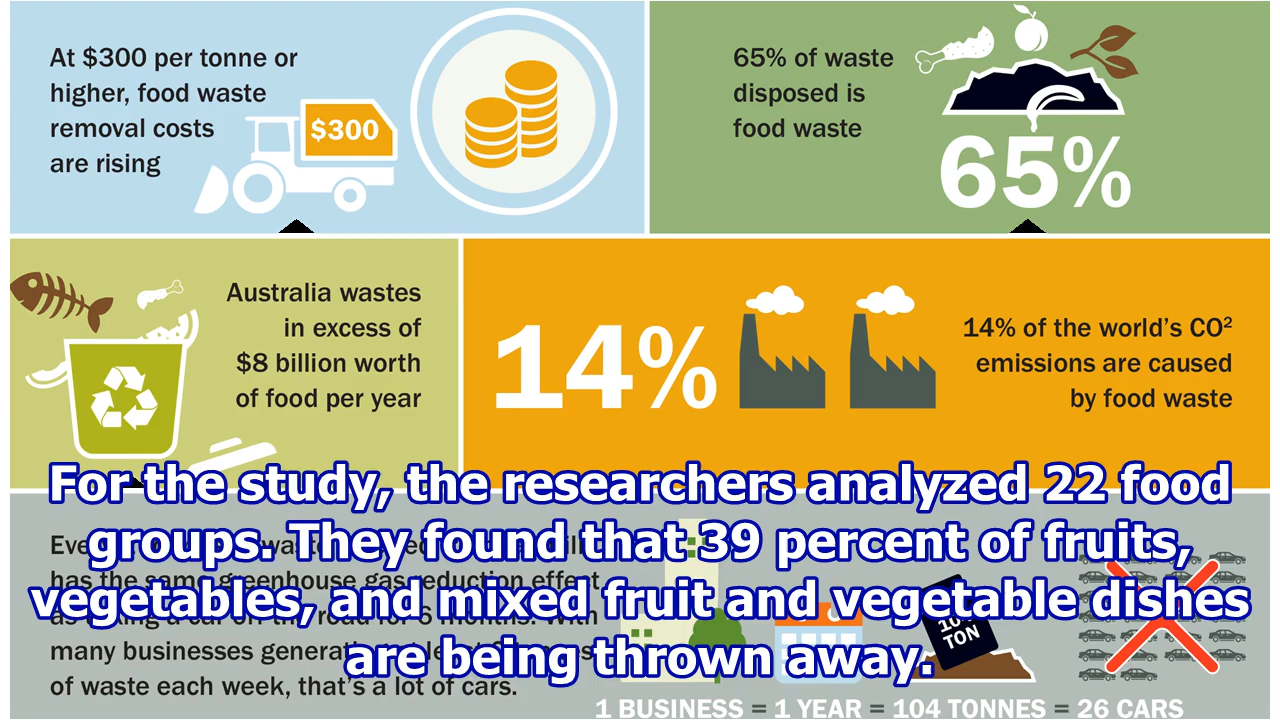 At $300 per tonne or
higher, food waste
removal costs
are rising
$300
65% of waste
disposed is
food waste
65%
Australia wastes
in excess of
$8 billion worth
of food per year
14%
14% of the world's CO²
emissions are caused
by food waste
For the study, the researchers analyzed 22 food
groups. They found that 39 percent of fruits,
vegetables, and mixed fruit and vegetable dishes
are being thrown away.
has the same greenhouse gas reduction effect
many businesses
of waste each week, that's a lot of cars.
TON
1 BUSINESS = 1 YEAR = 104 TONNES = 26 CARS